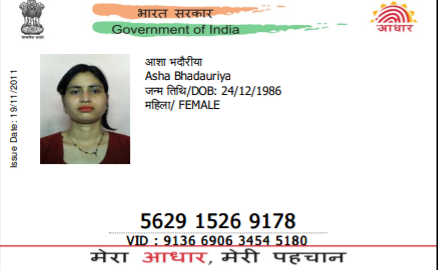 भारत सरकार
Government of India
आधार
Issue Date: 19/11/2011
आशा भदौरीया
Asha Bhadauriya
जन्म तिथि/DOB: 24/12/1986
महिला/ FEMALE
5629 1526 9178
VID : 9136 6906 3454 5180
मेरा आधार, मेरी पहचान